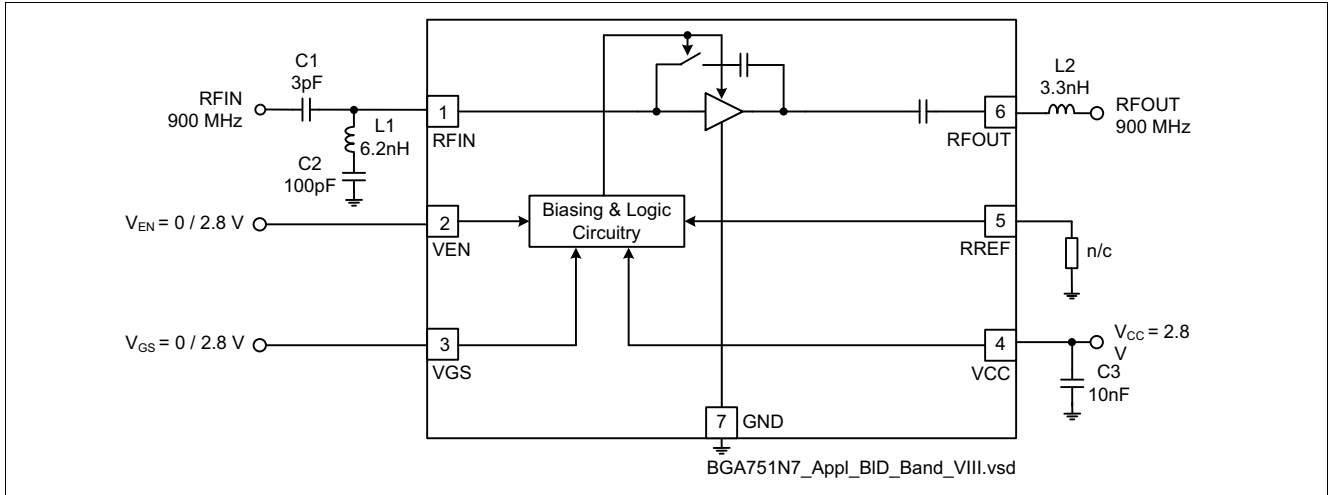 C1
3pF
RFIN
900 MHz
L1
6.2nH
C2
100pF
1
RFIN
6
RFOUT
L2
3.3nH
RFOUT
900 MHz
V_EN = 0 / 2.8 V
2
VEN
Biasing & Logic
Circuitry
5
RREF
n/c
V_GS = 0 / 2.8 V
3
VGS
4
VCC
V_CC = 2.8
V
C3
10nF
7
GND
BGA751N7_Appl_BlD_Band_VIII.vsd